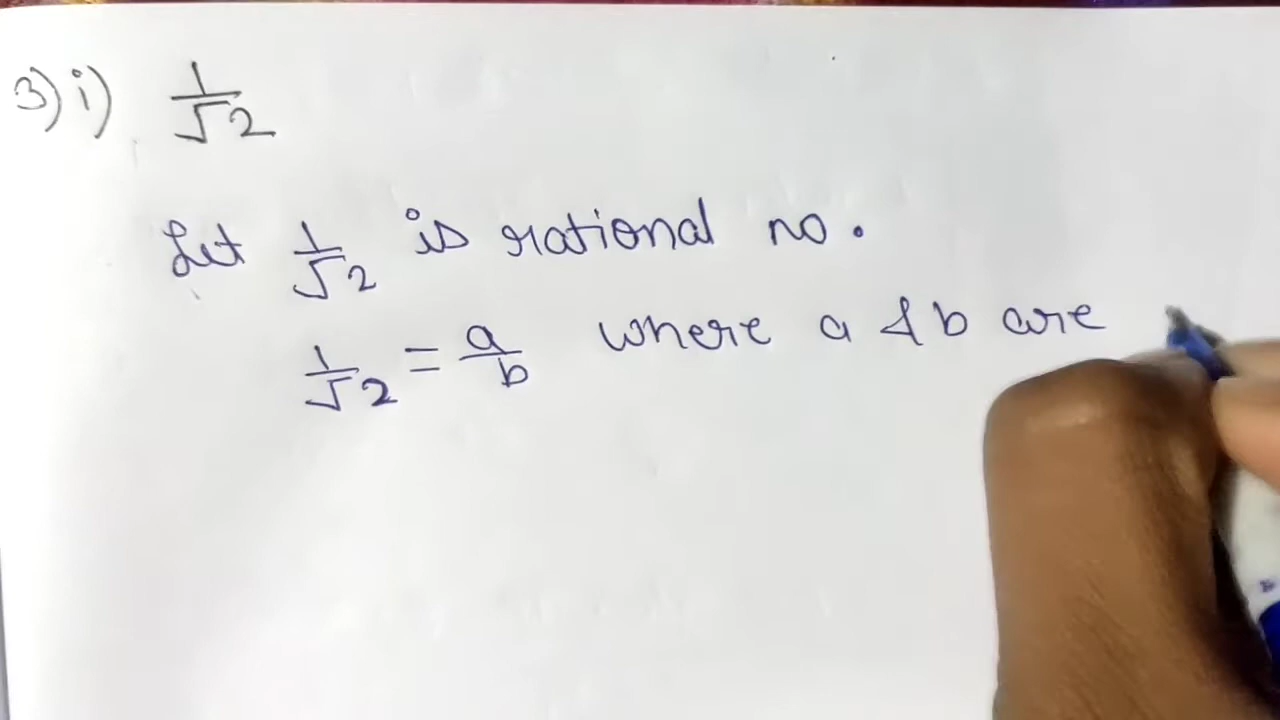 3) i) 1/√2
Let 1/√2 is rational no.
1/√2 = a/b where a & b are